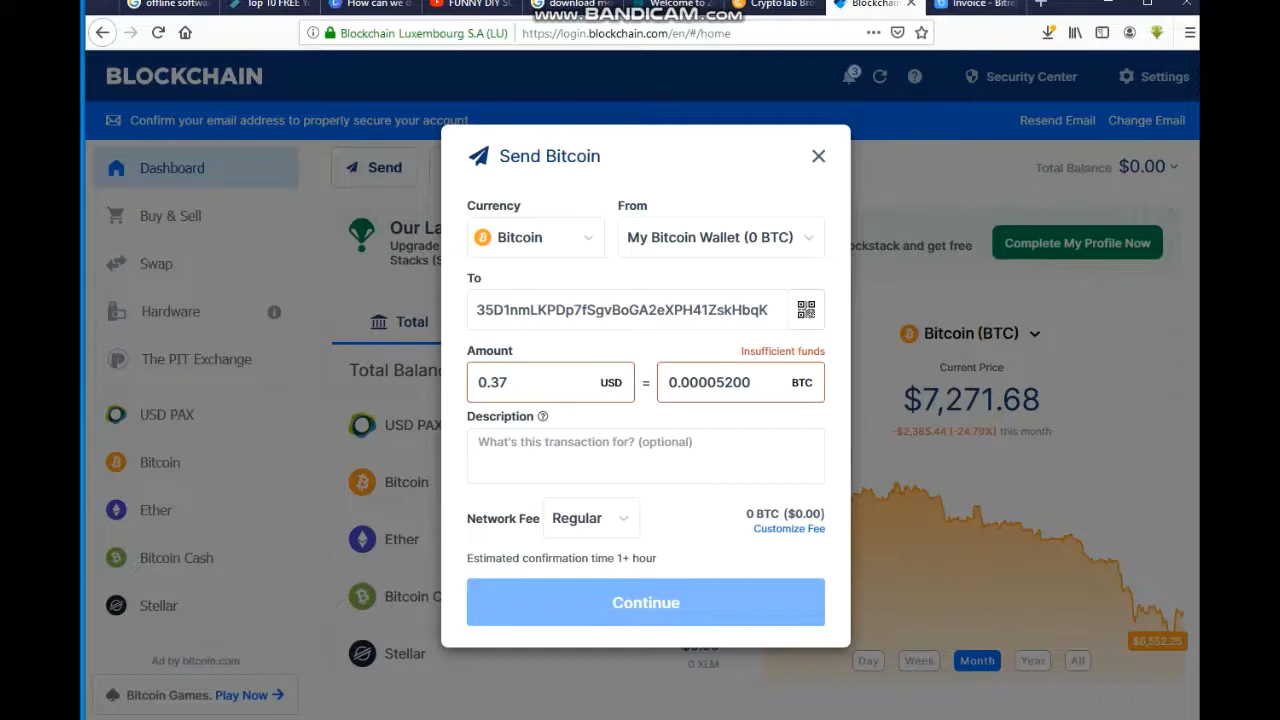 offline softw
Top 10 FREE Y
How can we B
FUNNY DIY S
download mo
Welcome to 2
Crypto lab Bro
Blockchain
Invoice - Bitre
www.BANDICAM.com
Blockchain Luxembourg S.A (LU)
https://login.blockchain.com/en/#/home
BLOCKCHAIN
3
Security Center
Settings
Confirm your email address to properly secure your account
Resend Email
Change Email
Dashboard
Buy & Sell
Swap
Hardware
The PIT Exchange
USD PAX
Bitcoin
Ether
Bitcoin Cash
Stellar
Ad by bitcoin.com
Bitcoin Games. Play Now →
Send
Total Balance $0.00
Our La
Upgrade
Stacks (S
ockstack and get free
Complete My Profile Now
Total
Total Balanc
USD PAX
Bitcoin
Ether
Bitcoin C
Stellar
0 XLM
Send Bitcoin
Currency
From
Bitcoin
My Bitcoin Wallet (0 BTC)
To
35D1nmLKPDp7fSgvBoGA2eXPH41ZskHbqK
Amount
Insufficient funds
0.37 USD = 0.00005200 BTC
Description
What's this transaction for? (optional)
Network Fee
Regular
0 BTC ($0.00)
Customize Fee
Estimated confirmation time 1+ hour
Continue
Bitcoin (BTC)
Current Price
$7,271.68
-$2,385.44 (-24.79%) this month
$6,552.25
Day
Week
Month
Year
All